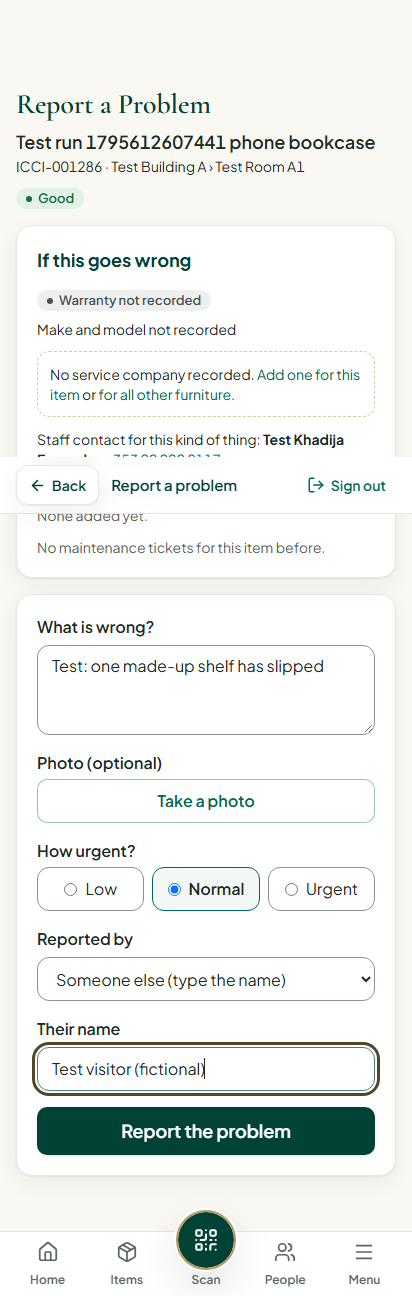 Report a Problem
Test run 1795612607441 phone bookcase
ICCI-001286 · Test Building A › Test Room A1
Good
If this goes wrong
Warranty not recorded
Make and model not recorded
No service company recorded. Add one for this
item or for all other furniture.
Staff contact for this kind of thing: Test Khadija
Back
Report a problem
Sign out
None added yet.
No maintenance tickets for this item before.
What is wrong?
Test: one made-up shelf has slipped
Photo (optional)
Take a photo
How urgent?
Low
Normal
Urgent
Reported by
Someone else (type the name)
Their name
Test visitor (fictional)
Report the problem
Home
Items
Scan
People
Menu